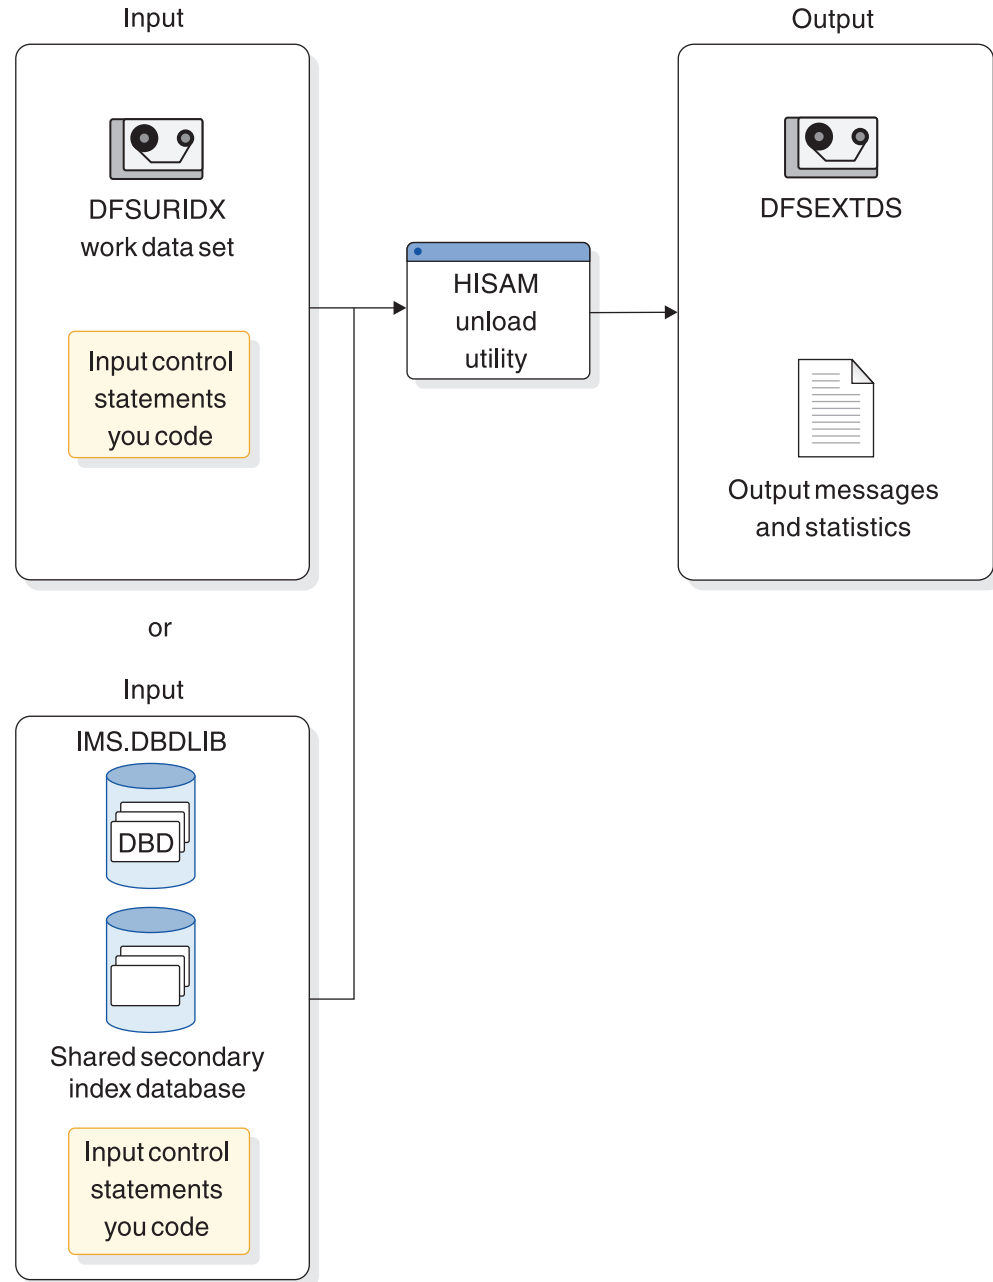 Input
DFSURIDX
work data set
Input control
statements
you code
or
Input
IMS.DBDLIB
DBD
Shared secondary
index database
Input control
statements
you code
HISAM
unload
utility
Output
DFSEXTDS
Output messages
and statistics